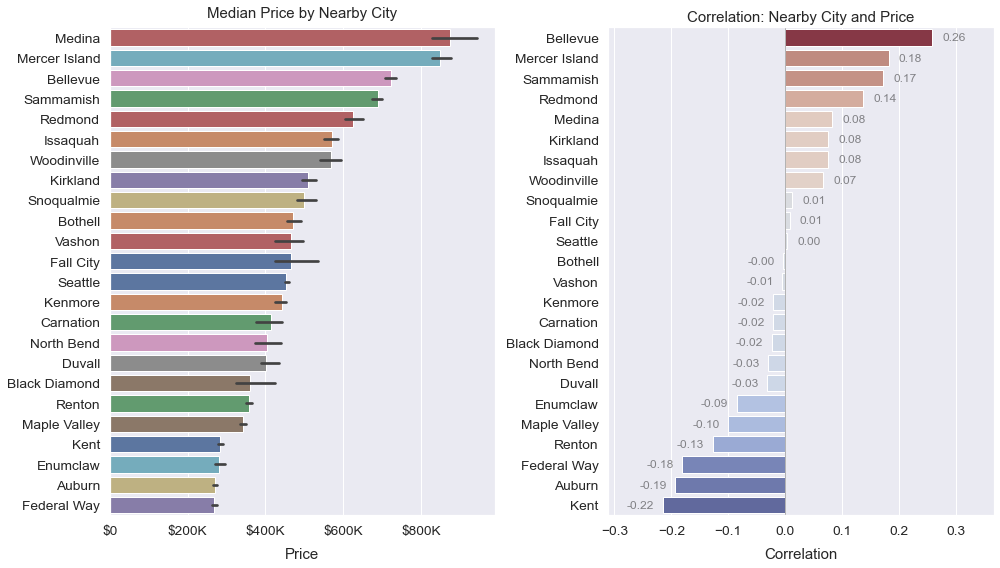 Median Price by Nearby City
Medina
Mercer Island
Bellevue
Sammamish
Redmond
Issaquah
Woodinville
Kirkland
Snoqualmie
Bothell
Vashon
Fall City
Seattle
Kenmore
Carnation
North Bend
Duvall
Black Diamond
Renton
Maple Valley
Kent
Enumclaw
Auburn
Federal Way
$0 $200K $400K $600K $800K
Price
Correlation: Nearby City and Price
Bellevue 0.26
Mercer Island 0.18
Sammamish 0.17
Redmond 0.14
Medina 0.08
Kirkland 0.08
Issaquah 0.08
Woodinville 0.07
Snoqualmie 0.01
Fall City 0.01
Seattle 0.00
Bothell -0.00
Vashon -0.01
Kenmore -0.02
Carnation -0.02
Black Diamond -0.02
North Bend -0.03
Duvall -0.03
Enumclaw -0.09
Maple Valley -0.10
Renton -0.13
Federal Way -0.18
Auburn -0.19
Kent -0.22
−0.3 −0.2 −0.1 0.0 0.1 0.2 0.3
Correlation